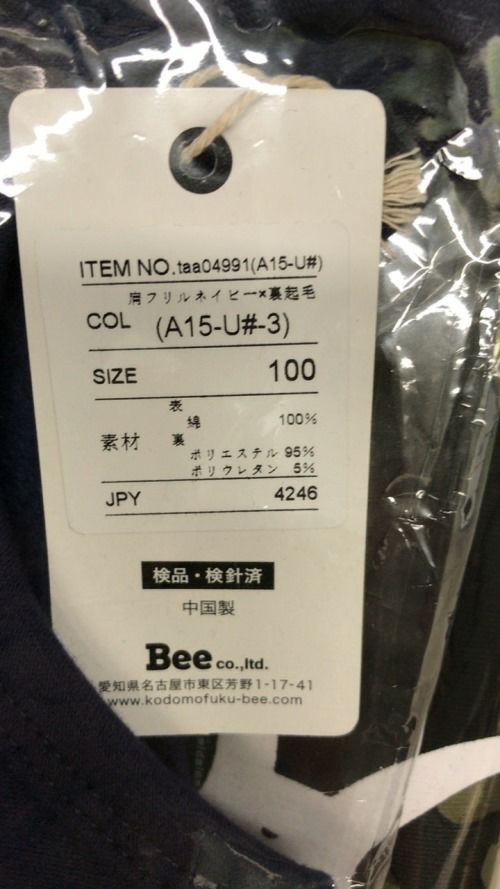 ITEM NO.taa04991(A15-U#)
肩フリルネイビー×裏起毛
COL (A15-U#-3)
SIZE 100
表
綿 100%
素材 裏
ポリエステル 95%
ポリウレタン 5%
JPY 4246
検品・検針済
中国製
Bee co.,ltd.
愛知県名古屋市東区芳野1-17-41
www.kodomofuku-bee.com